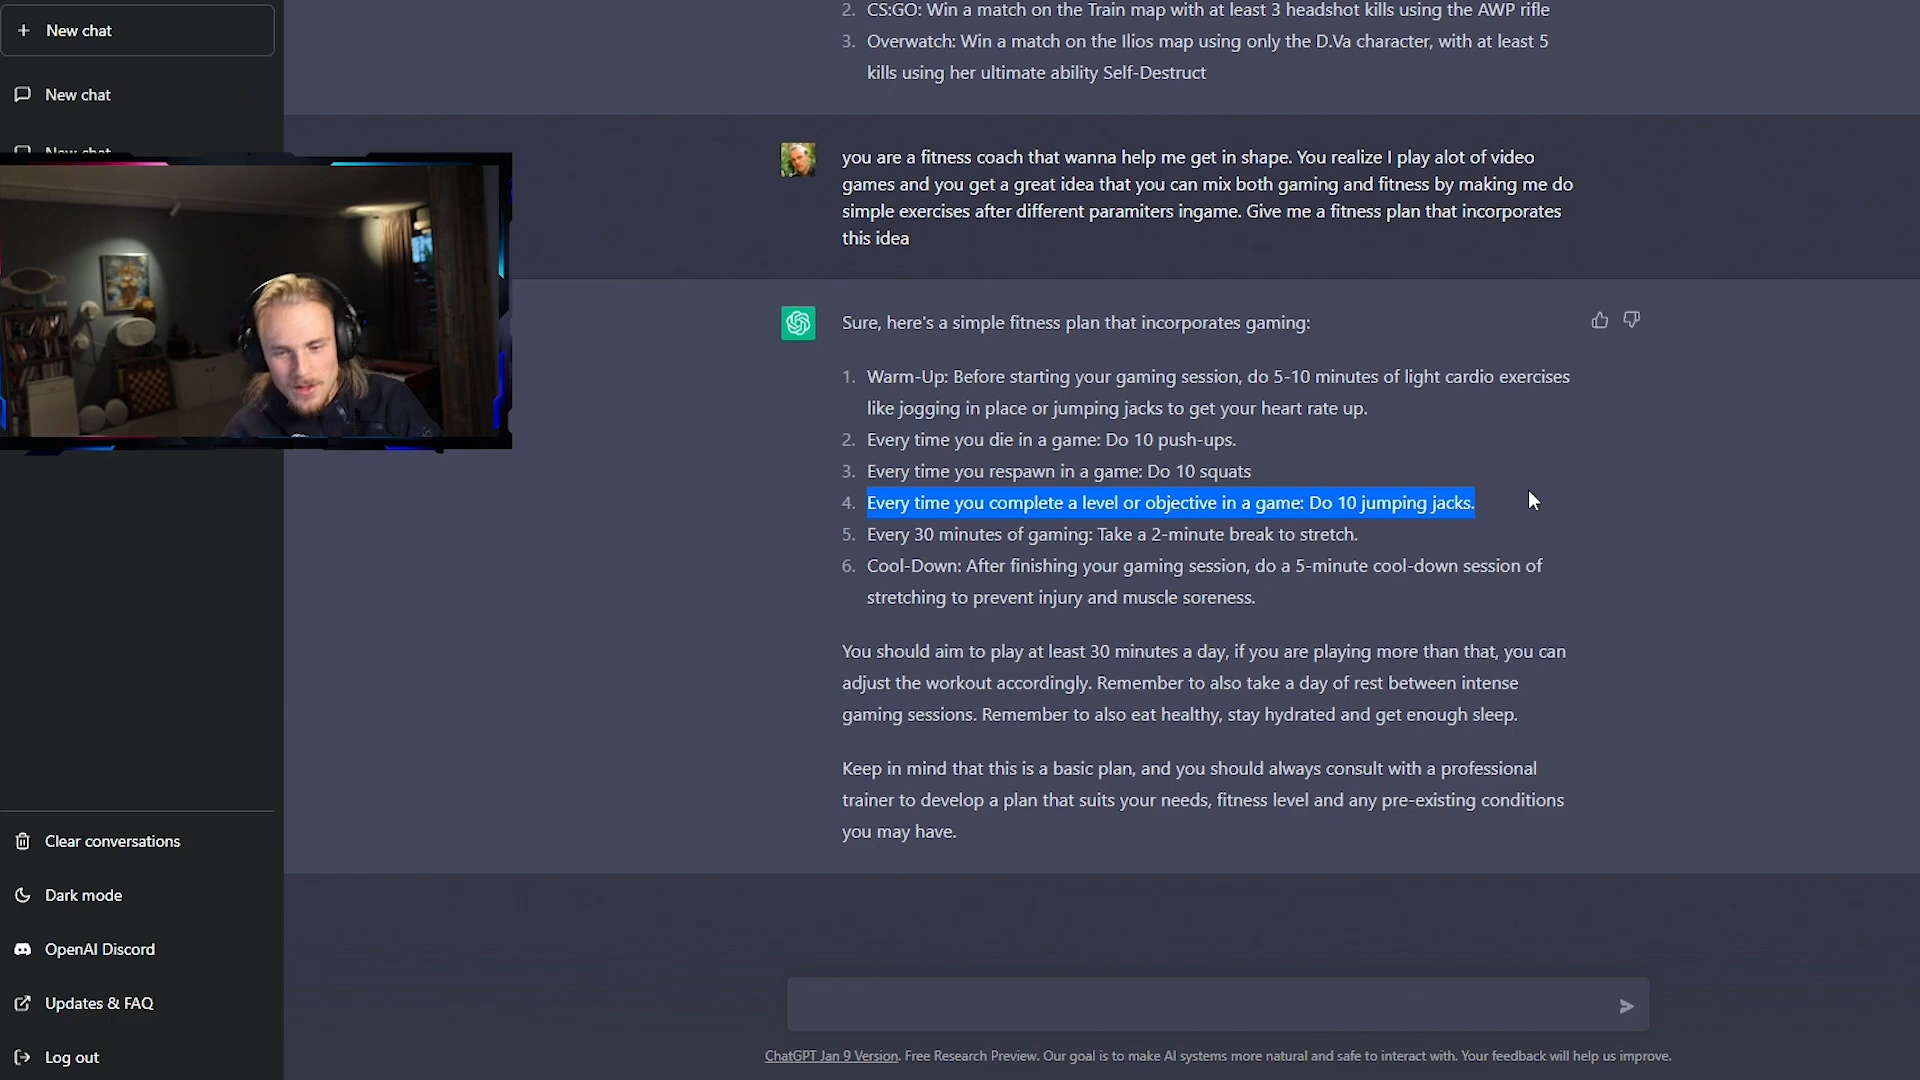 New chat
New chat
New chat
2. CS:GO: Win a match on the Train map with at least 3 headshot kills using the AWP rifle
3. Overwatch: Win a match on the Ilios map using only the D.Va character, with at least 5
kills using her ultimate ability Self-Destruct
you are a fitness coach that wanna help me get in shape. You realize I play alot of video
games and you get a great idea that you can mix both gaming and fitness by making me do
simple exercises after different paramiters ingame. Give me a fitness plan that incorporates
this idea
Sure, here's a simple fitness plan that incorporates gaming:
1. Warm-Up: Before starting your gaming session, do 5-10 minutes of light cardio exercises
like jogging in place or jumping jacks to get your heart rate up.
2. Every time you die in a game: Do 10 push-ups.
3. Every time you respawn in a game: Do 10 squats
4. Every time you complete a level or objective in a game: Do 10 jumping jacks.
5. Every 30 minutes of gaming: Take a 2-minute break to stretch.
6. Cool-Down: After finishing your gaming session, do a 5-minute cool-down session of
stretching to prevent injury and muscle soreness.
You should aim to play at least 30 minutes a day, if you are playing more than that, you can
adjust the workout accordingly. Remember to also take a day of rest between intense
gaming sessions. Remember to also eat healthy, stay hydrated and get enough sleep.
Keep in mind that this is a basic plan, and you should always consult with a professional
trainer to develop a plan that suits your needs, fitness level and any pre-existing conditions
you may have.
Clear conversations
Dark mode
OpenAI Discord
Updates & FAQ
Log out
ChatGPT Jan 9 Version. Free Research Preview. Our goal is to make AI systems more natural and safe to interact with. Your feedback will help us improve.